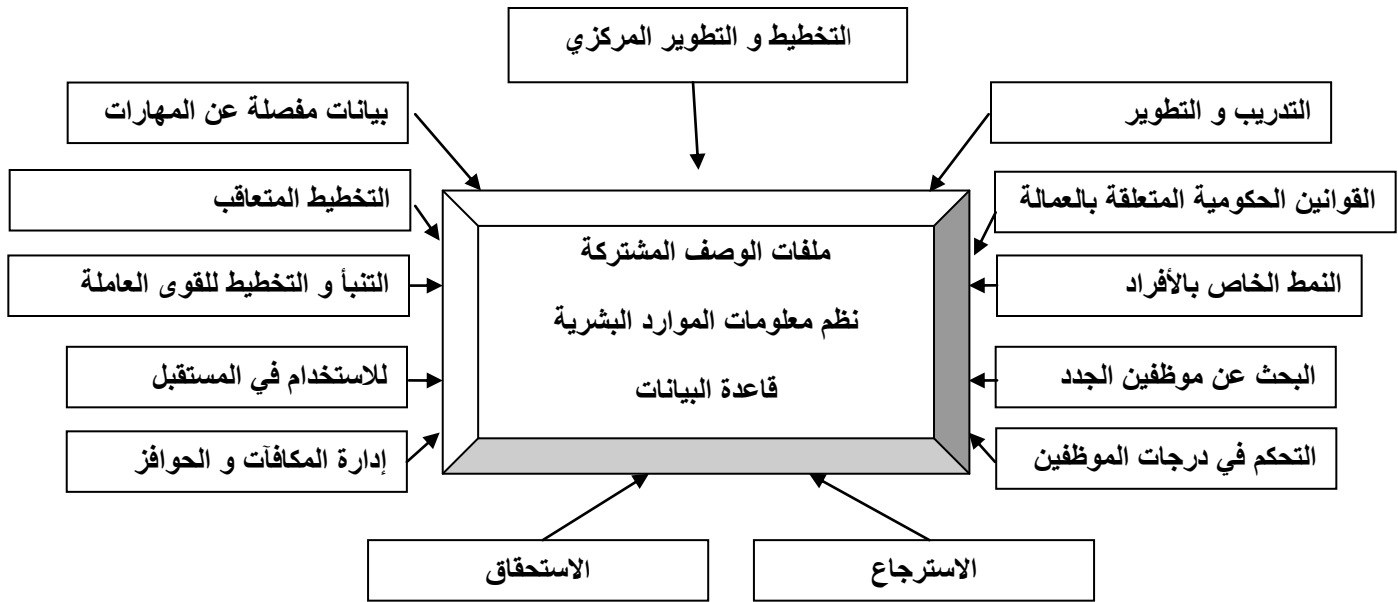 التخطيط و التطوير المركزي
التدريب و التطوير
بيانات مفصلة عن المهارات
القوانين الحكومية المتعلقة بالعمالة
التخطيط المتعاقب
ملفات الوصف المشتركة
النمط الخاص بالأفراد
التنبأ و التخطيط للقوى العاملة
نظم معلومات الموارد البشرية
البحث عن موظفين الجدد
للاستخدام في المستقبل
قاعدة البيانات
التحكم في درجات الموظفين
إدارة المكافآت و الحوافز
الاسترجاع
الاستحقاق